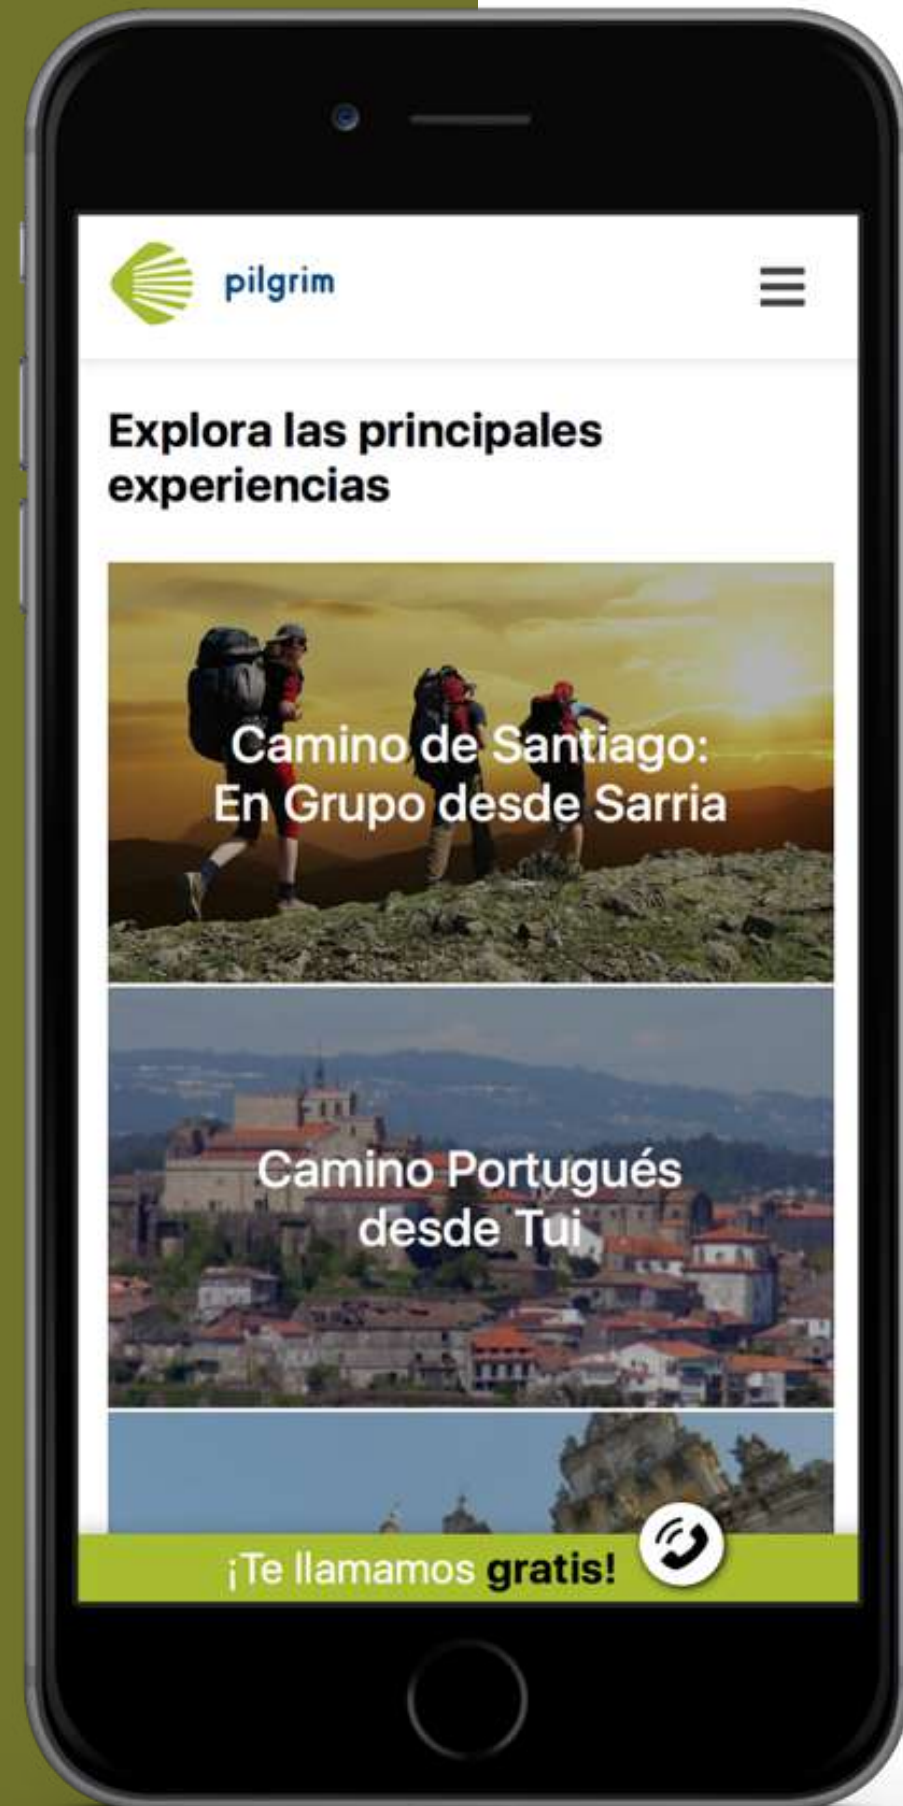 pilgrim
Explora las principales
experiencias
Camino de Santiago:
En Grupo desde Sarria
Camino Portugués
desde Tui
¡Te llamamos gratis!